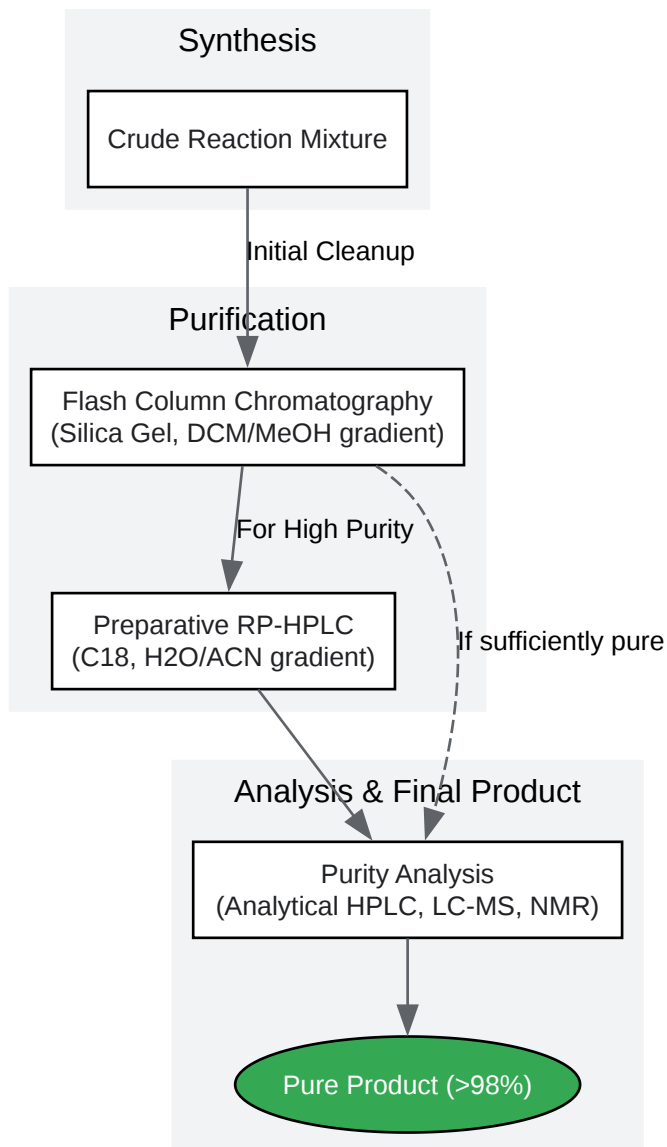 Synthesis
Crude Reaction Mixture
Initial Cleanup
Purification
Flash Column Chromatography
(Silica Gel, DCM/MeOH gradient)
For High Purity
Preparative RP-HPLC
(C18, H2O/ACN gradient)
If sufficiently pure
Analysis & Final Product
Purity Analysis
(Analytical HPLC, LC-MS, NMR)
Pure Product (>98%)